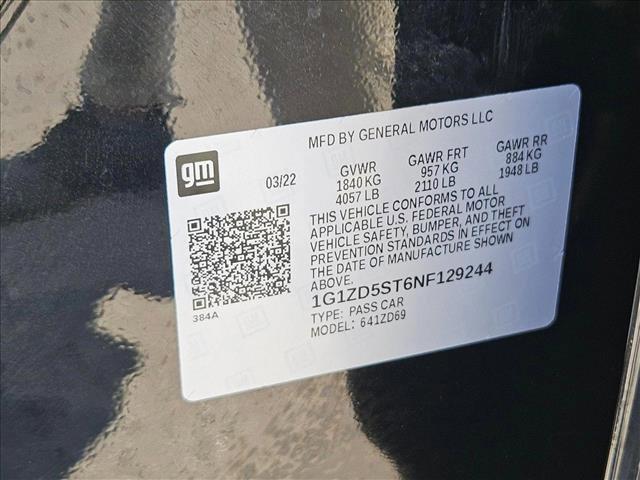 MFD BY GENERAL MOTORS LLC
gm
03/22
GVWR GAWR FRT GAWR RR
1840 KG 957 KG 884 KG
4057 LB 2110 LB 1948 LB
THIS VEHICLE CONFORMS TO ALL
APPLICABLE U.S. FEDERAL MOTOR
VEHICLE SAFETY, BUMPER, AND THEFT
PREVENTION STANDARDS IN EFFECT ON
THE DATE OF MANUFACTURE SHOWN
ABOVE.
384A
1G1ZD5ST6NF129244
TYPE: PASS CAR
MODEL: 641ZD69